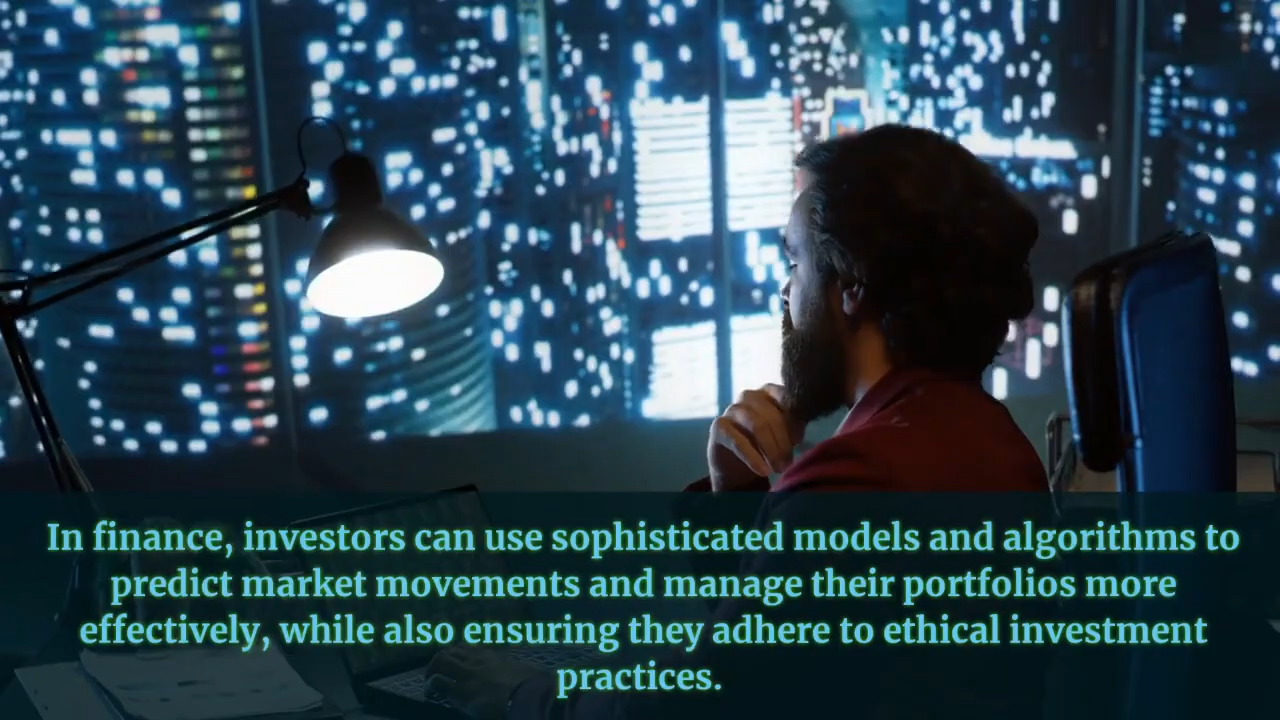 In finance, investors can use sophisticated models and algorithms to
predict market movements and manage their portfolios more
effectively, while also ensuring they adhere to ethical investment
practices.